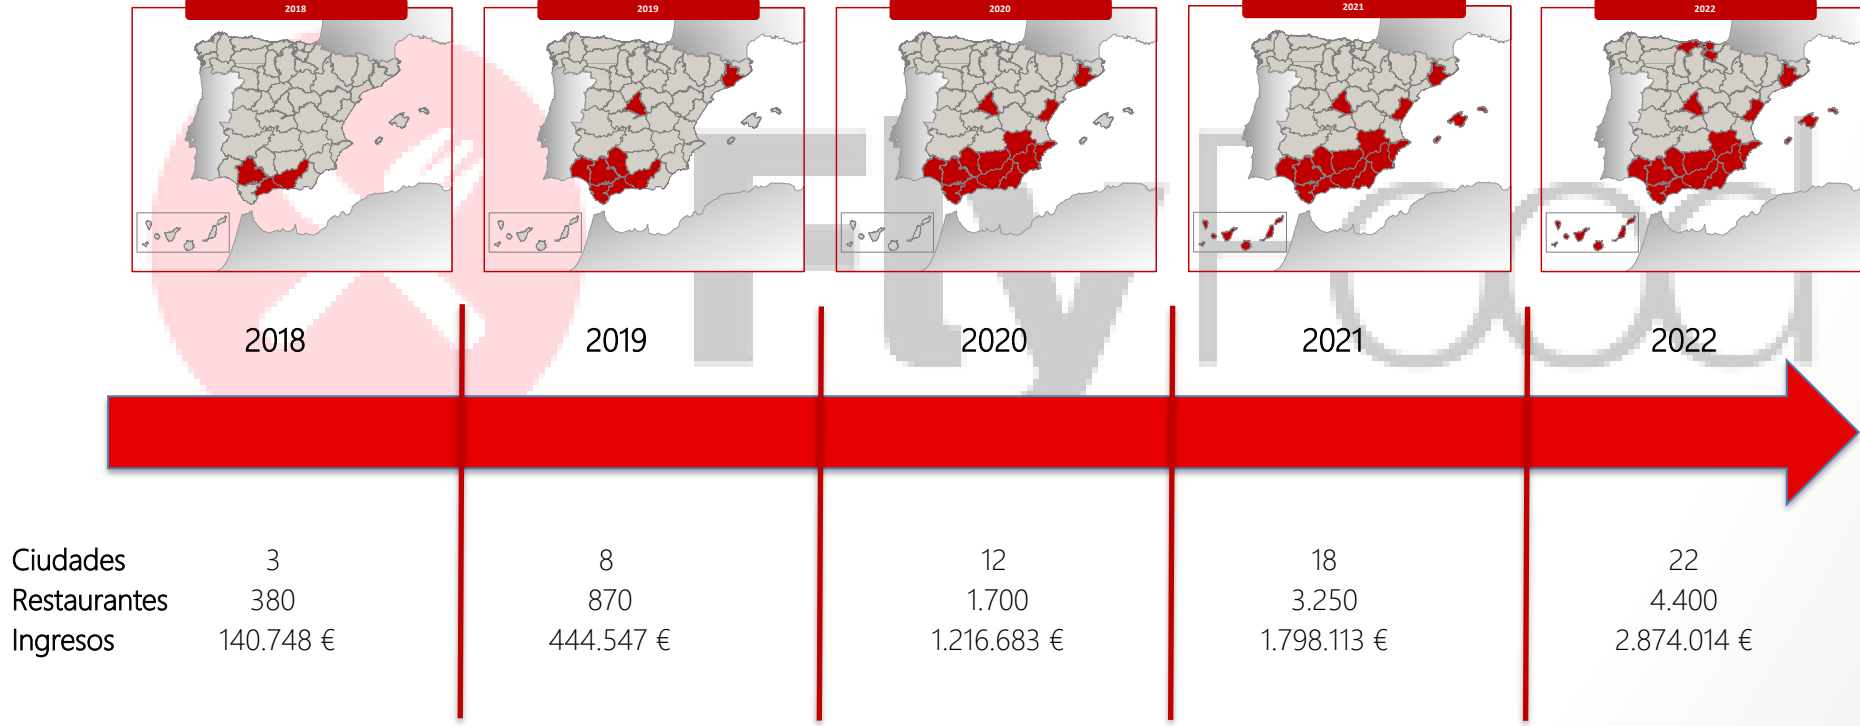 2018 2019 2020 2021 2022
Fly Food
2018 2019 2020 2021 2022
Ciudades 3 8 12 18 22
Restaurantes 380 870 1.700 3.250 4.400
Ingresos 140.748 € 444.547 € 1.216.683 € 1.798.113 € 2.874.014 €